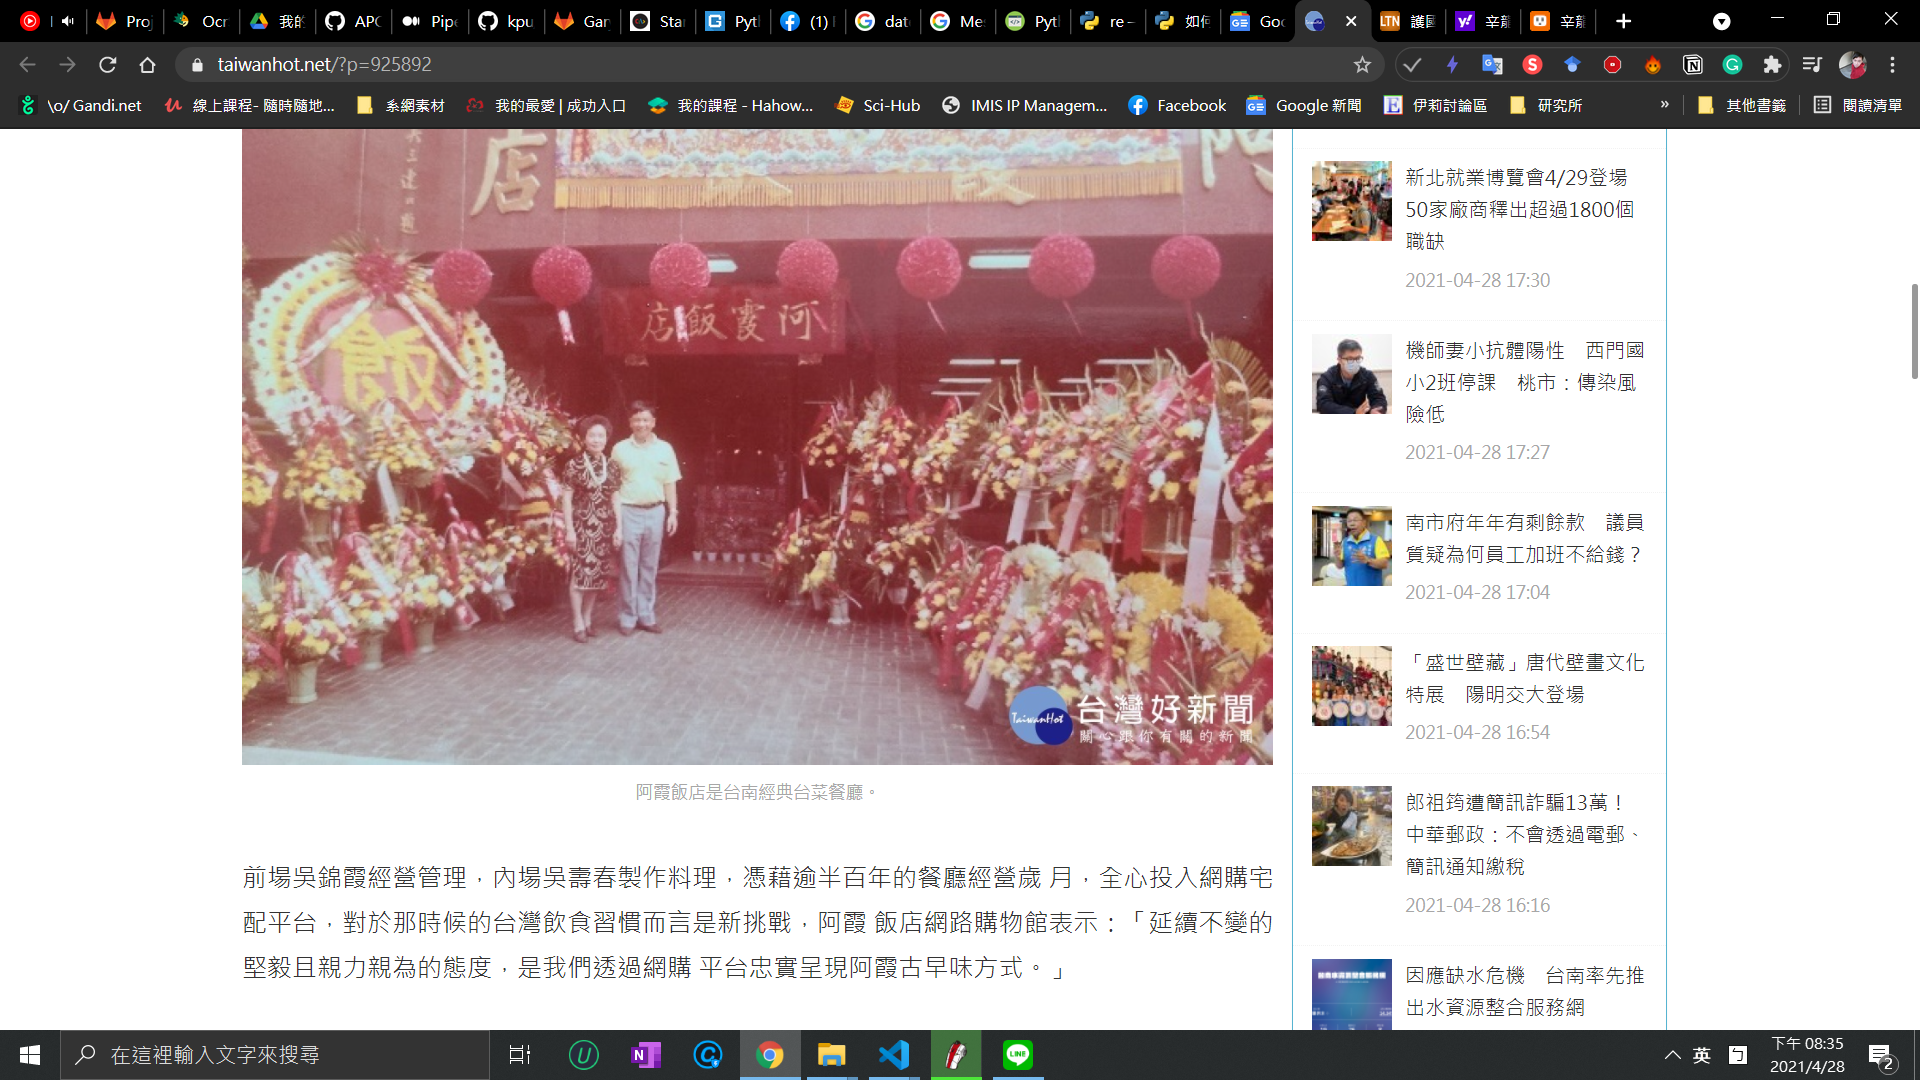 Proj
Ocr
我的
APC
Pipe
kpu
Gan
Star
Pyth
(1)
date
Mes
Pyth
re –
如何
Goo
護國
辛龍
辛龍
taiwanhot.net/?p=925892
\o/ Gandi.net
線上課程- 隨時隨地...
系網素材
我的最愛 | 成功入口
我的課程 - Hahow...
Sci-Hub
IMIS IP Managem...
Facebook
Google 新聞
伊莉討論區
研究所
»
其他書籤
閱讀清單
店
店飯霞阿
飯
TaiwanHot
台灣好新聞
關心跟你有關的新聞
阿霞飯店是台南經典台菜餐廳。
前場吳錦霞經營管理，內場吳壽春製作料理，憑藉逾半百年的餐廳經營歲 月，全心投入網購宅
配平台，對於那時候的台灣飲食習慣而言是新挑戰，阿霞 飯店網路購物館表示：「延續不變的
堅毅且親力親為的態度，是我們透過網購 平台忠實呈現阿霞古早味方式。」
新北就業博覽會4/29登場
50家廠商釋出超過1800個
職缺
2021-04-28 17:30
機師妻小抗體陽性　西門國
小2班停課　桃市：傳染風
險低
2021-04-28 17:27
南市府年年有剩餘款　議員
質疑為何員工加班不給錢？
2021-04-28 17:04
「盛世壁藏」唐代壁畫文化
特展　陽明交大登場
2021-04-28 16:54
郎祖筠遭簡訊詐騙13萬！
中華郵政：不會透過電郵、
簡訊通知繳稅
2021-04-28 16:16
因應缺水危機　台南率先推
出水資源整合服務網
在這裡輸入文字來搜尋
英
下午 08:35
2021/4/28
2